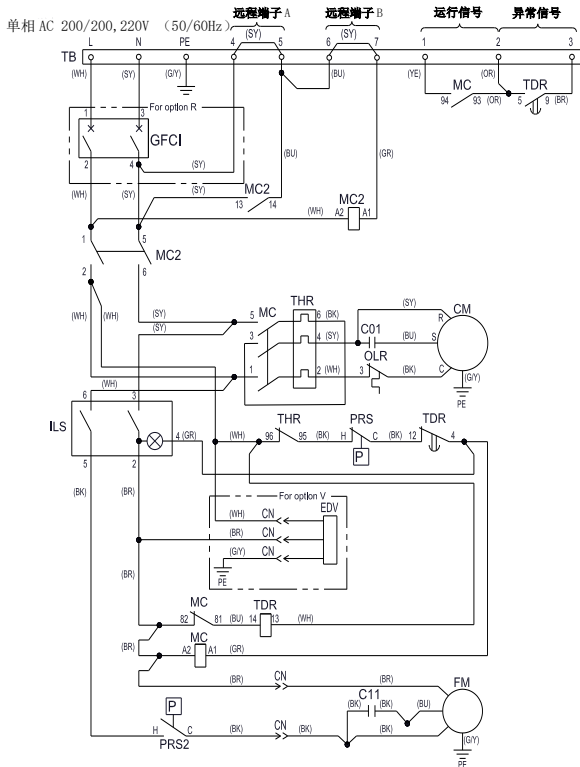 远程端子A 远程端子B 运行信号 异常信号
单相 AC 200/200,220V （50/60Hz）
L N PE 4 (SY) 5 6 (SY) 7 1 2 3
TB
(WH) (SY) (G/Y) (BU) (YE) (OR) MC TDR
94 93 (OR) 5 9 (BR)
For option R
1 3
GFCI
2 4
(SY) (BU) (GR)
(WH) (SY) (SY) MC2
13 14
MC2
(WH) A2 A1
1 5
MC2
2 6
(WH) (WH) (SY) (SY)
MC THR
5 6 (BK) (SY) CM
3 4 (SY) C01 (BU) R S
OLR
1 2 (WH) 3 (BK) C
(G/Y)
PE
(WH)
6 3
ILS
4 (GR)
5 2
(WH) THR PRS TDR
96 95 (BK) H C (BK) 12 4
P
(BK) (BR)
For option V
EDV
(WH) CN
(BR) CN
(G/Y) CN
PE
(BR)
MC TDR
82 81 (BU) 14 13 (WH)
MC
(BR) A2 A1 (GR)
(BR) CN (BR) FM
C11
(BK) (BK) (BU)
P
H C (BK) CN (BK)
PRS2
(G/Y)
PE